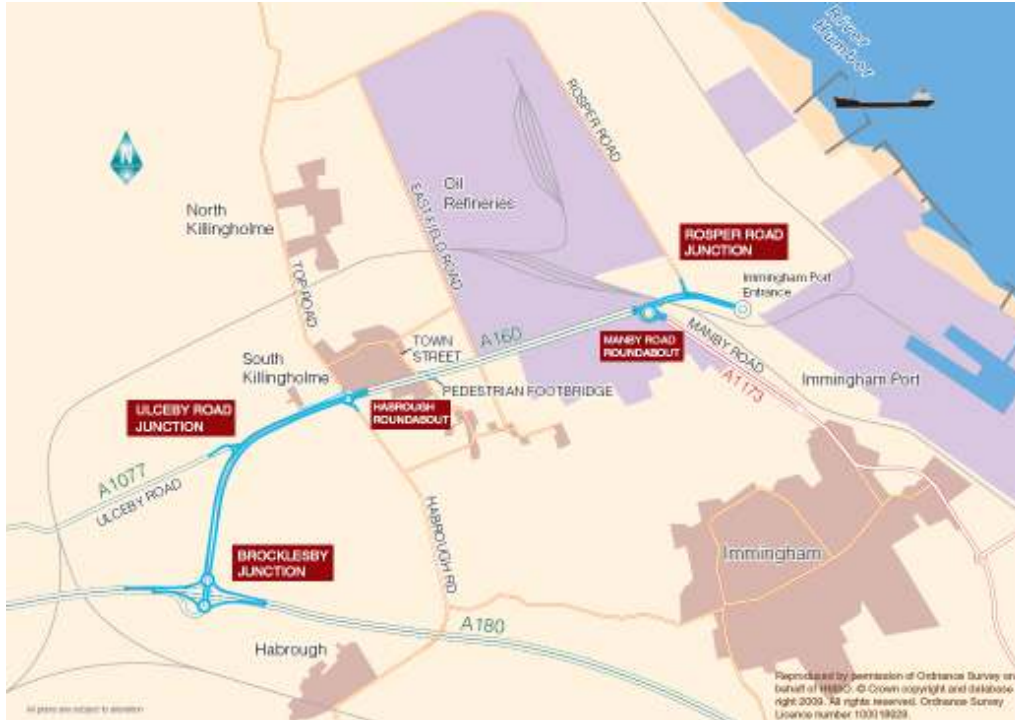 River
Humber
N
ROSPER ROAD
Oil
Refineries
North
Killingholme
EAST FIELD ROAD
ROSPER ROAD
JUNCTION
Immingham Port
Entrance
TOP ROAD
TOWN
STREET
A160
MANBY ROAD
ROUNDABOUT
MANBY ROAD
South
Killingholme
PEDESTRIAN FOOTBRIDGE
A1173
Immingham Port
ULCEBY ROAD
JUNCTION
HABROUGH
ROUNDABOUT
A1077
ULCEBY ROAD
HABROUGH RD
BROCKLESBY
JUNCTION
Immingham
A180
Habrough
Reproduced by permission of Ordnance Survey on
behalf of HMSO. © Crown copyright and database
right 2009. All rights reserved. Ordnance Survey
Licence number
All plans are subject to alteration